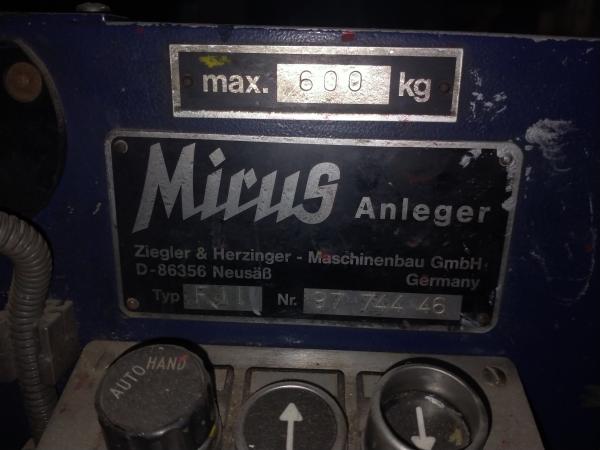 max. 600 kg
Mirus Anleger
Ziegler & Herzinger - Maschinenbau GmbH
D-86356 Neusäß Germany
Typ Nr. 97 744 46
AUTO HAND